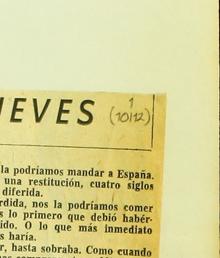 IEVES
1
(10/12)
la podríamos mandar a España.
una restitución, cuatro siglos
diferida.
rdida, nos la podríamos comer
s lo primero que debió habér-
ido. O lo que más inmediato
s haría.
r, hasta sobraba. Como cuando